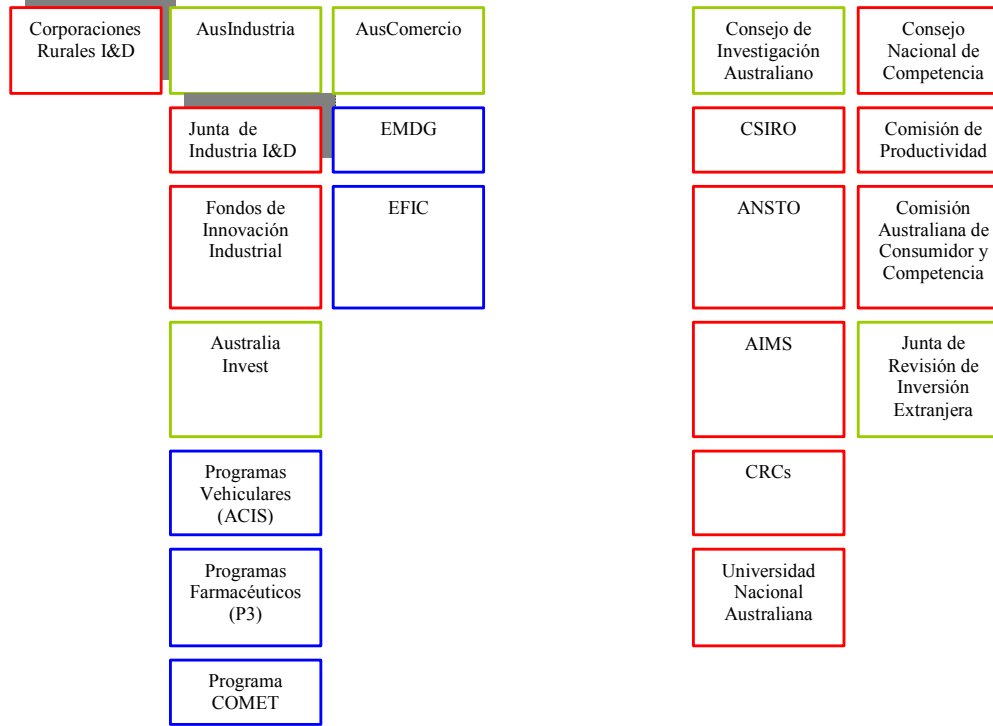 Corporaciones
Rurales I&D
AusIndustria
AusComercio
Consejo de
Investigación
Australiano
Consejo
Nacional de
Competencia
Junta de
Industria I&D
EMDG
CSIRO
Comisión de
Productividad
Fondos de
Innovación
Industrial
EFIC
ANSTO
Comisión
Australiana de
Consumidor y
Competencia
Australia
Invest
AIMS
Junta de
Revisión de
Inversión
Extranjera
Programas
Vehiculares
(ACIS)
CRCs
Programas
Farmacéuticos
(P3)
Universidad
Nacional
Australiana
Programa
COMET